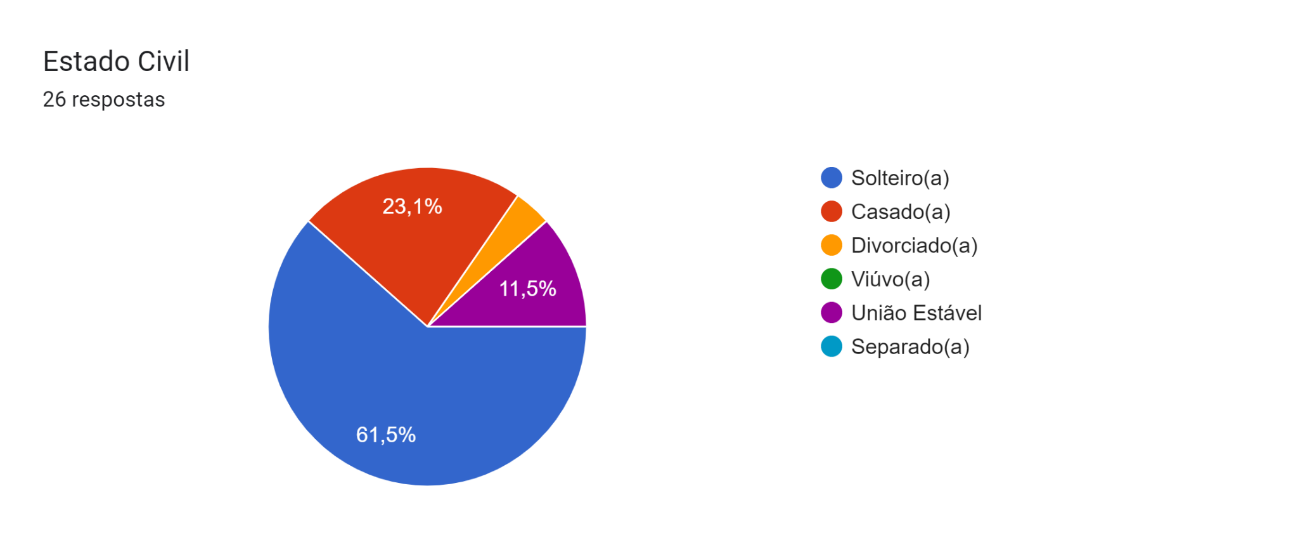 Estado Civil
26 respostas
23,1%
11,5%
61,5%
Solteiro(a)
Casado(a)
Divorciado(a)
Viúvo(a)
União Estável
Separado(a)